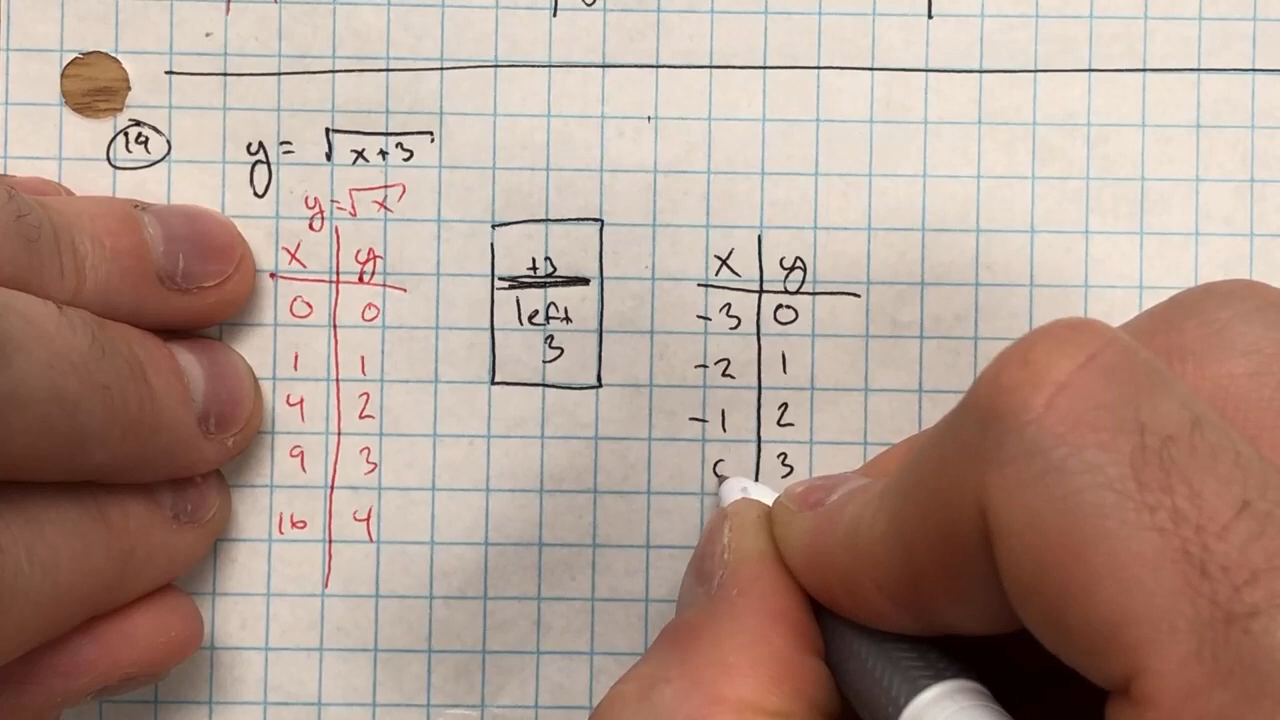 19 y = √x+3
y=√x
x y
0 0
1 1
4 2
9 3
16 4
+3
left
3
x y
-3 0
-2 1
-1 2
3